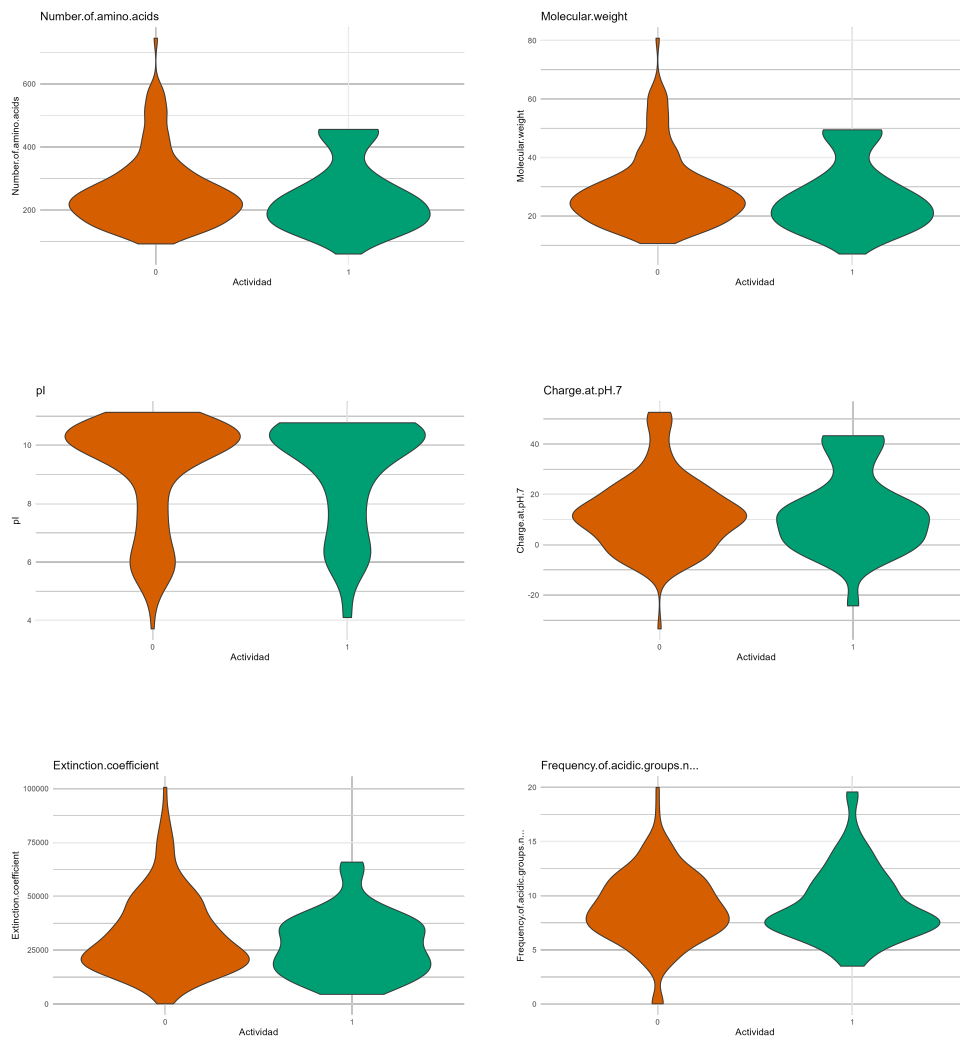 Number.of.amino.acids
Number.of.amino.acids
600
400
200
0
1
Actividad
Molecular.weight
Molecular.weight
80
60
40
20
0
1
Actividad
pI
pI
10
8
6
4
0
1
Actividad
Charge.at.pH.7
Charge.at.pH.7
40
20
0
-20
0
1
Actividad
Extinction.coefficient
Extinction.coefficient
100000
75000
50000
25000
0
0
1
Actividad
Frequency.of.acidic.groups.n...
Frequency.of.acidic.groups.n...
20
15
10
5
0
0
1
Actividad